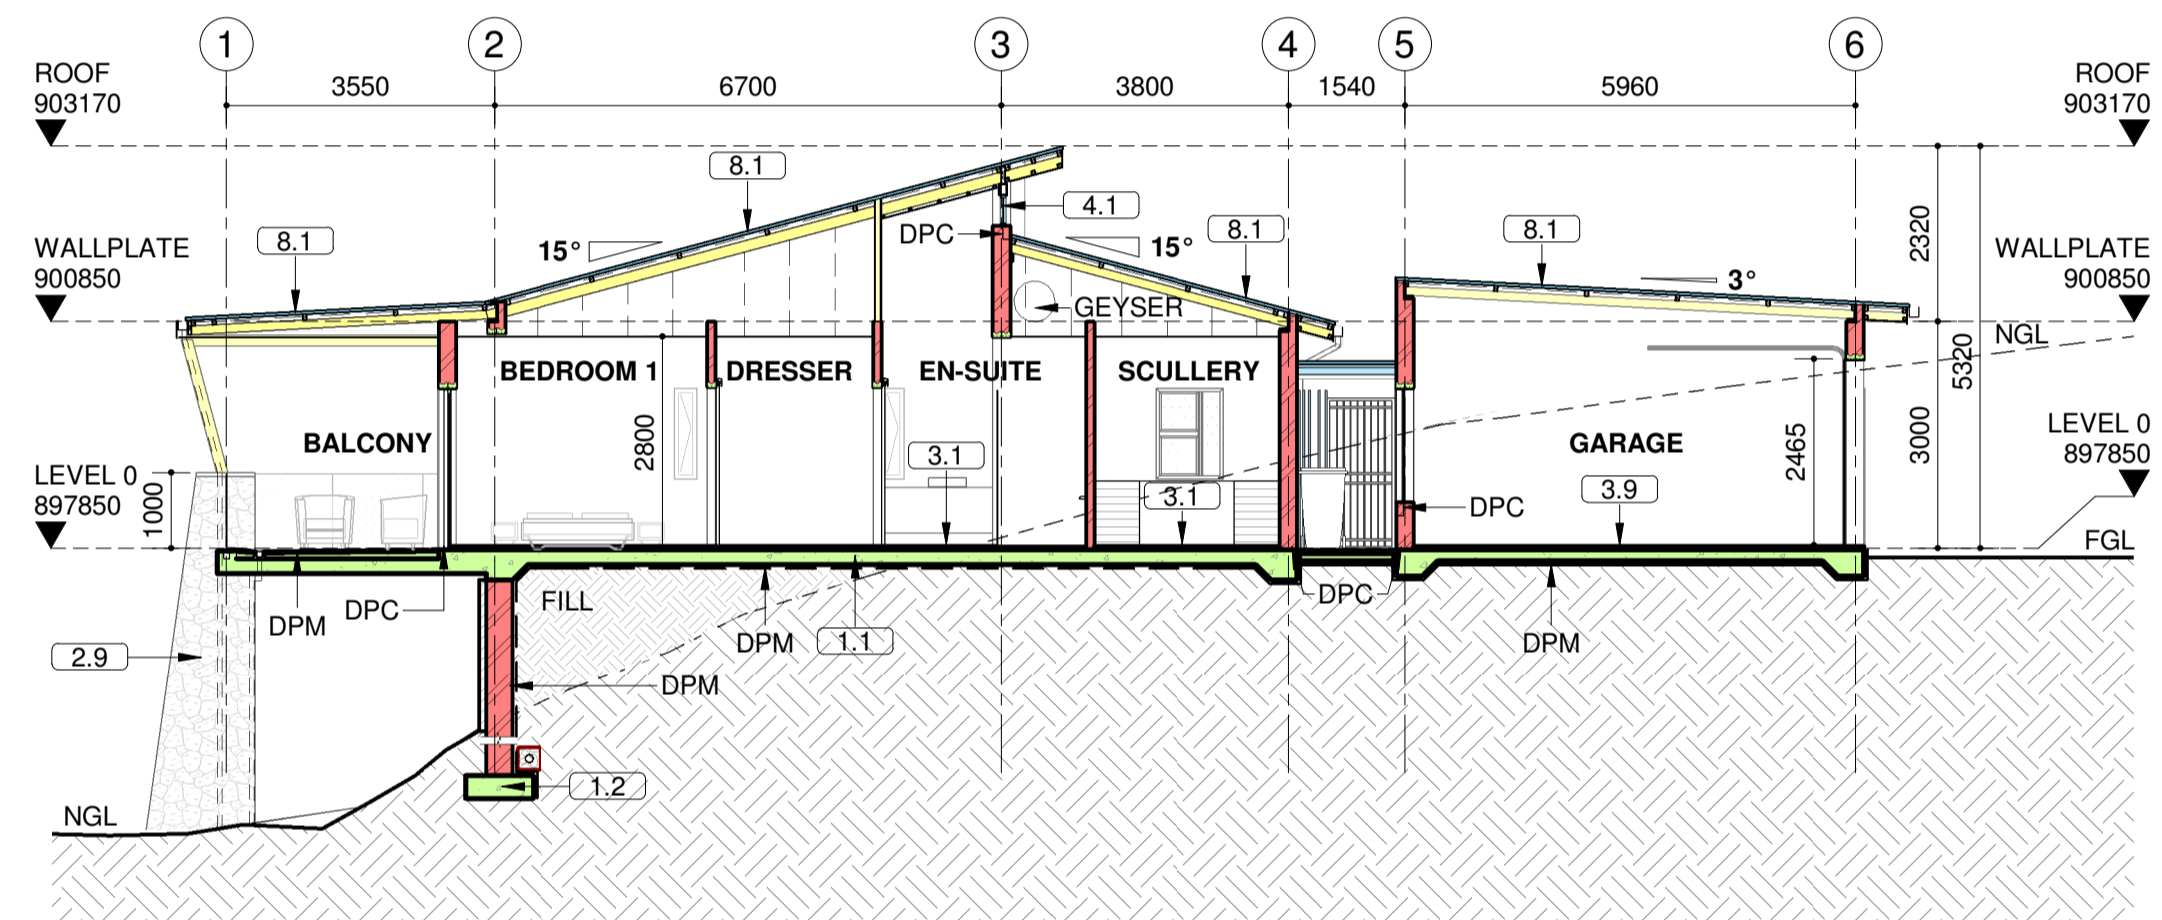 1 2 3 4 5 6
ROOF
903170
3550 6700 3800 1540 5960
ROOF
903170
8.1
8.1
4.1
8.1
8.1
WALLPLATE
900850
15°
DPC
15°
3°
2320
WALLPLATE
900850
GEYSER
NGL
BEDROOM 1 DRESSER EN-SUITE SCULLERY
5320
BALCONY
2800
GARAGE
2465
3000
LEVEL 0
897850
LEVEL 0
897850
1000
3.1
3.1
3.9
DPC
FGL
DPM
DPC
FILL
DPM
1.1
DPC
DPM
2.9
DPM
1.2
NGL